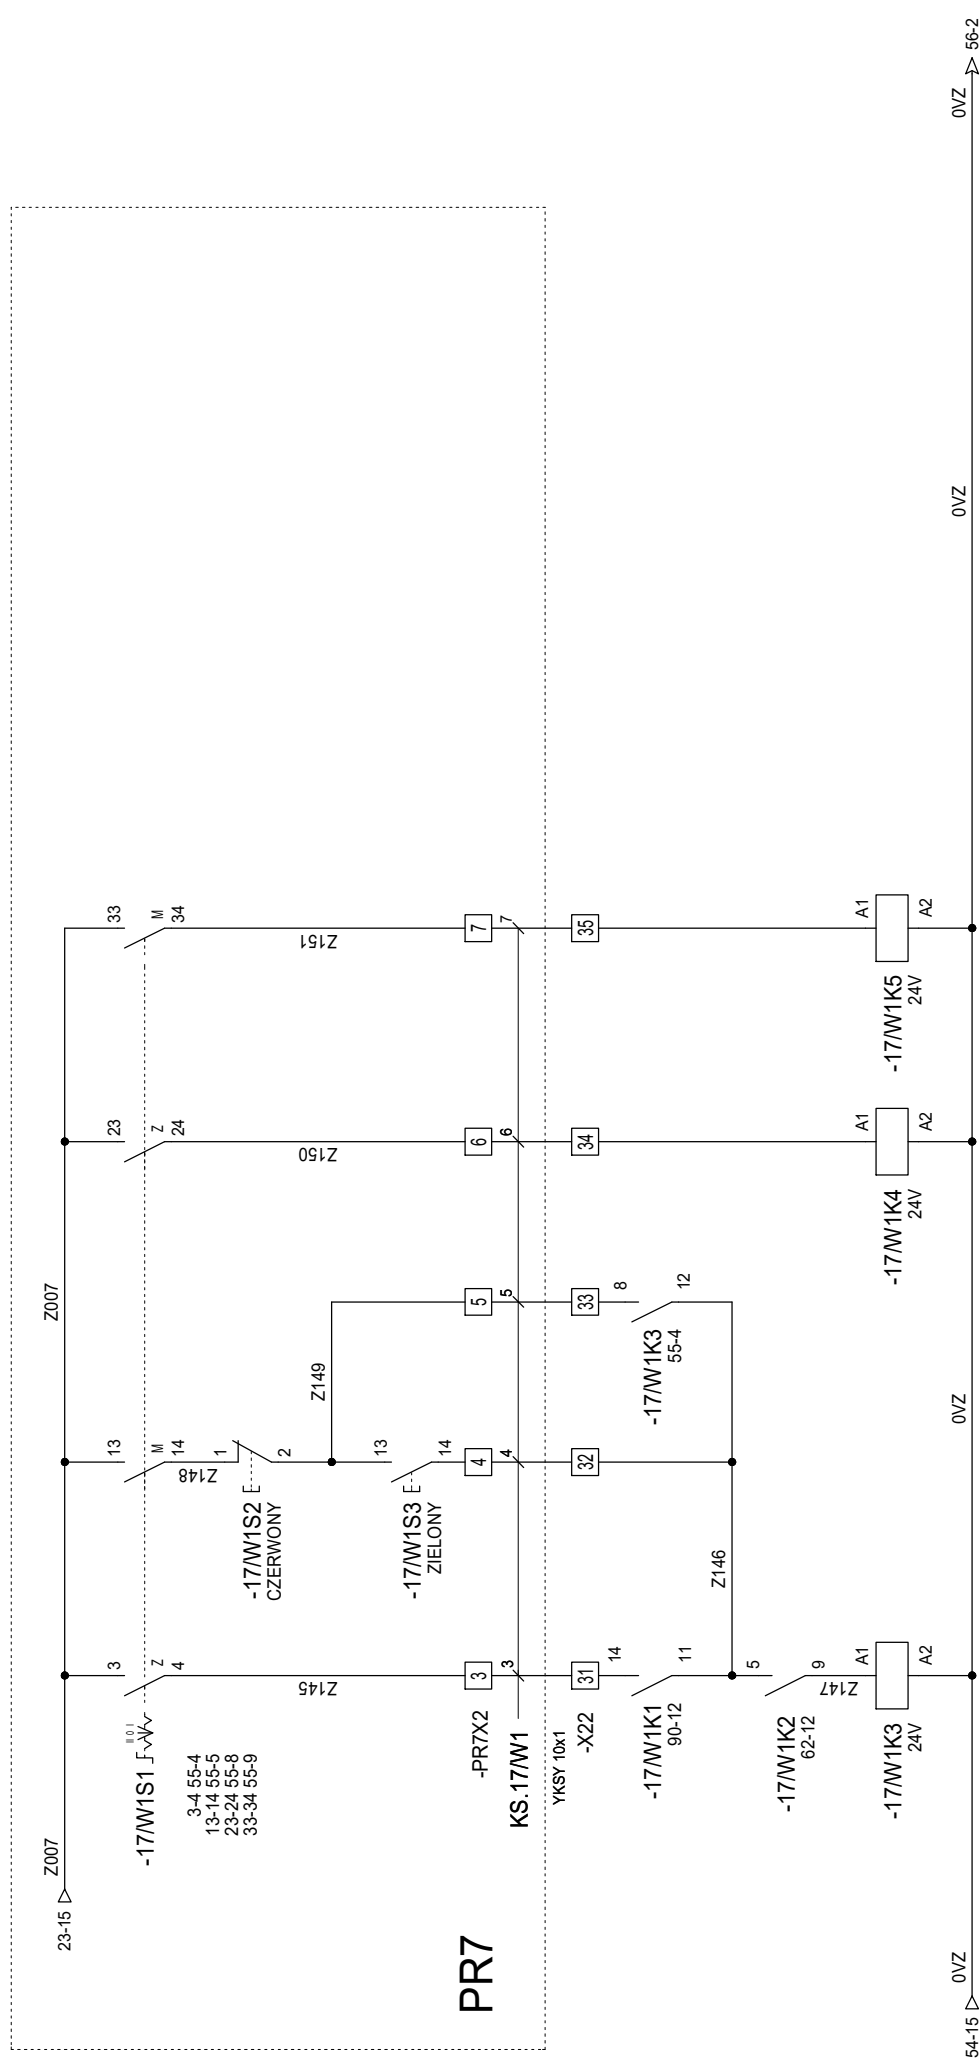 23-15
Z007
Z007
-17/W1S1
II 0 I
3-4 55-4
13-14 55-5
23-24 55-8
33-34 55-9
3
Z
4
13
M
14
23
Z
24
33
M
34
Z145
Z148
Z150
Z151
1
2
-17/W1S2
CZERWONY
Z149
13
14
-17/W1S3
ZIELONY
PR7
-PR7X2
3
4
5
6
7
KS.17/W1
3
4
5
6
7
YKSY 10x1
-X22
31
32
33
34
35
-17/W1K1
90-12
14
11
-17/W1K3
55-4
8
12
Z146
-17/W1K2
62-12
5
9
Z147
-17/W1K3
24V
A1
A2
-17/W1K4
24V
A1
A2
-17/W1K5
24V
A1
A2
54-15
0VZ
0VZ
0VZ
0VZ
56-2